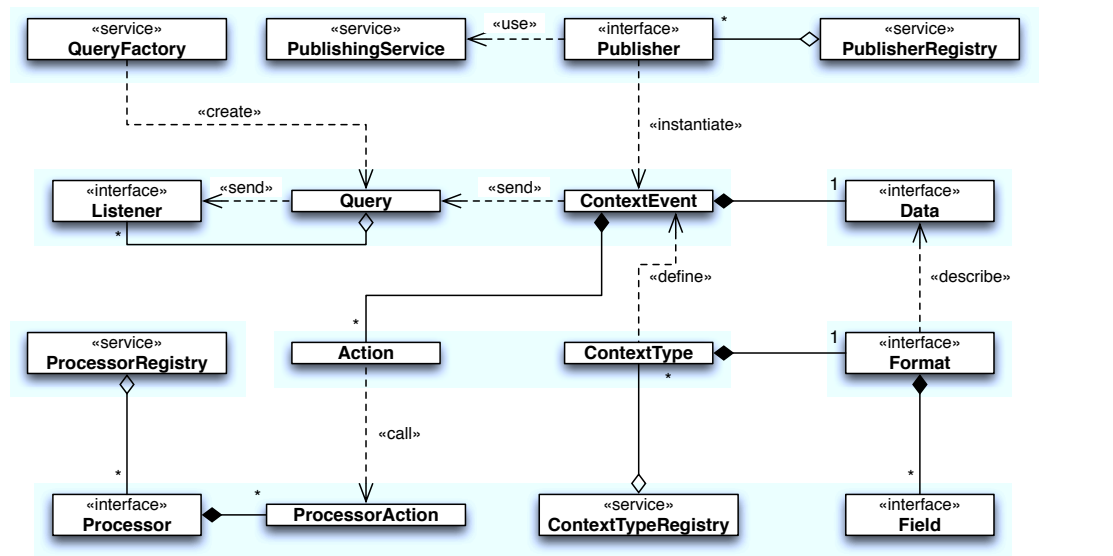 «service»
QueryFactory
«service»
PublishingService
«use»
«interface»
Publisher
*
«service»
PublisherRegistry
«create»
«instantiate»
«interface»
Listener
*
«send»
Query
«send»
ContextEvent
1
«interface»
Data
«define»
«describe»
*
«service»
ProcessorRegistry
Action
ContextType
*
1
«interface»
Format
«call»
*
«interface»
Processor
*
ProcessorAction
«service»
ContextTypeRegistry
*
«interface»
Field